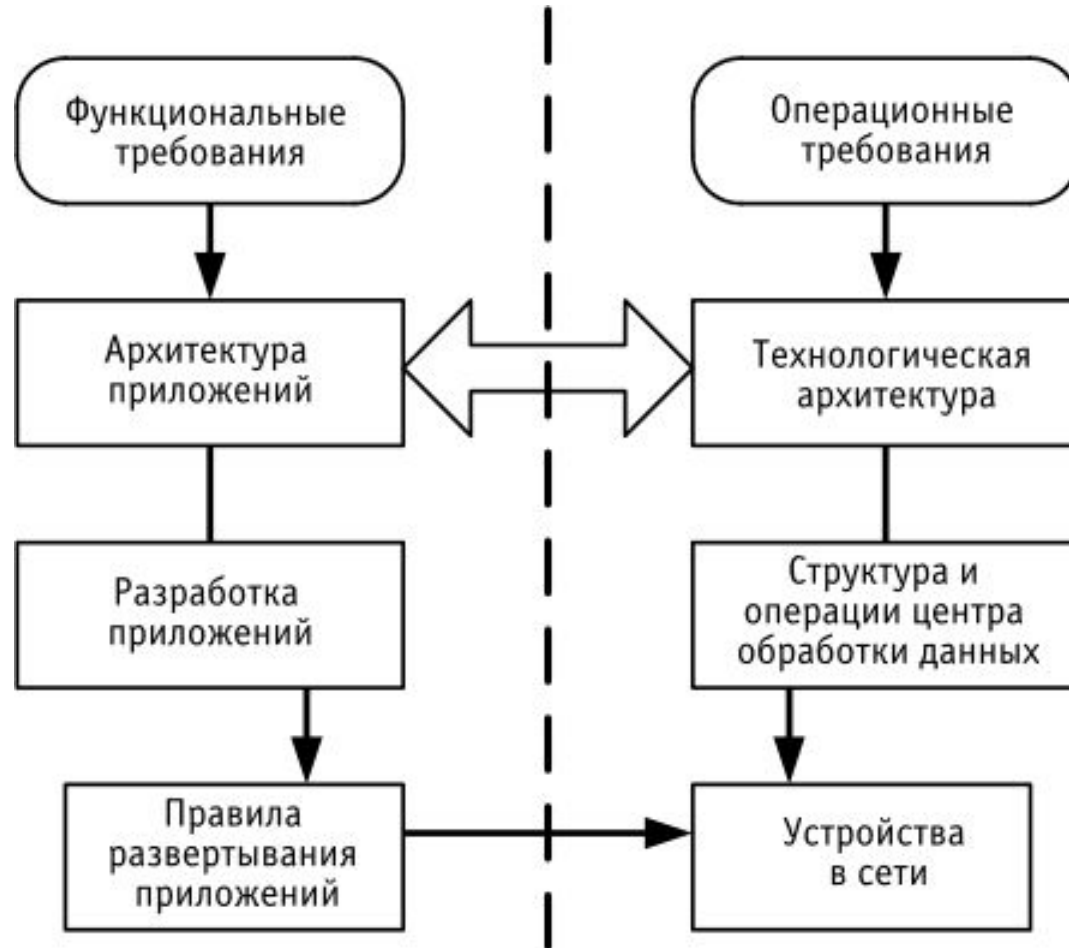 Функциональные
требования
Операционные
требования
Архитектура
приложений
Технологическая
архитектура
Разработка
приложений
Структура и
операции центра
обработки данных
Правила
развертывания
приложений
Устройства
в сети